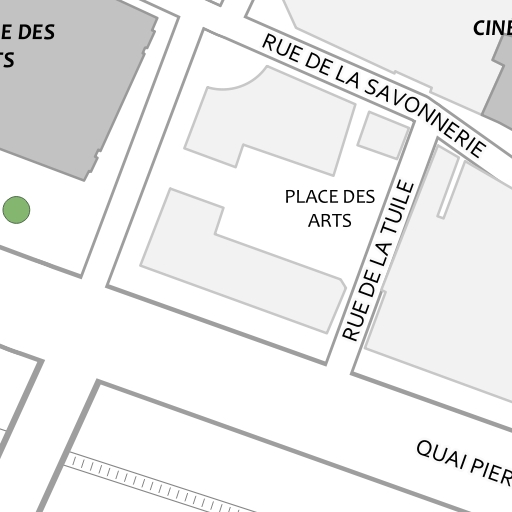 E DES
TS
CINE
RUE DE LA SAVONNERIE
PLACE DES
ARTS
RUE DE LA TUILE
QUAI PIER